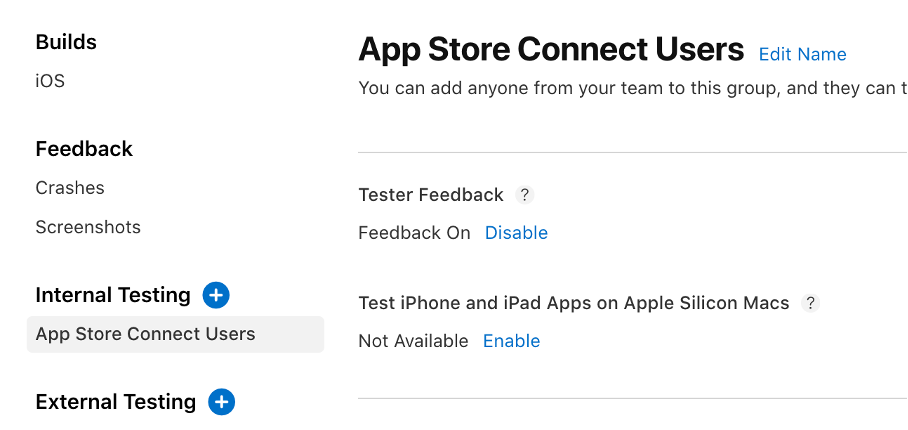 Builds
iOS
Feedback
Crashes
Screenshots
Internal Testing
App Store Connect Users
External Testing
App Store Connect Users Edit Name
You can add anyone from your team to this group, and they can t
Tester Feedback ?
Feedback On Disable
Test iPhone and iPad Apps on Apple Silicon Macs ?
Not Available Enable